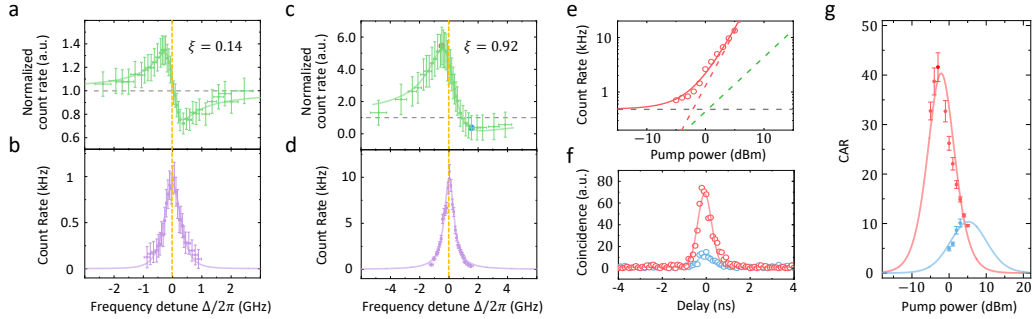 a
Normalized
count rate (a.u.)
1.4
1.2
1.0
0.8
0.6
ξ = 0.14
b
Count Rate (kHz)
1
0.5
0
-2
-1
0
1
2
Frequency detune Δ/2π (GHz)
c
Normalized
count rate (a.u.)
6.0
4.0
2.0
0.0
ξ = 0.92
d
Count Rate (kHz)
10
5
0
-4
-2
0
2
4
Frequency detune Δ/2π (GHz)
e
Count Rate (kHz)
10
1
-10
0
10
Pump power (dBm)
f
Coincidence (a.u.)
80
60
40
20
0
-4
-2
0
2
4
Delay (ns)
g
CAR
50
40
30
20
10
0
-10
0
10
20
Pump power (dBm)